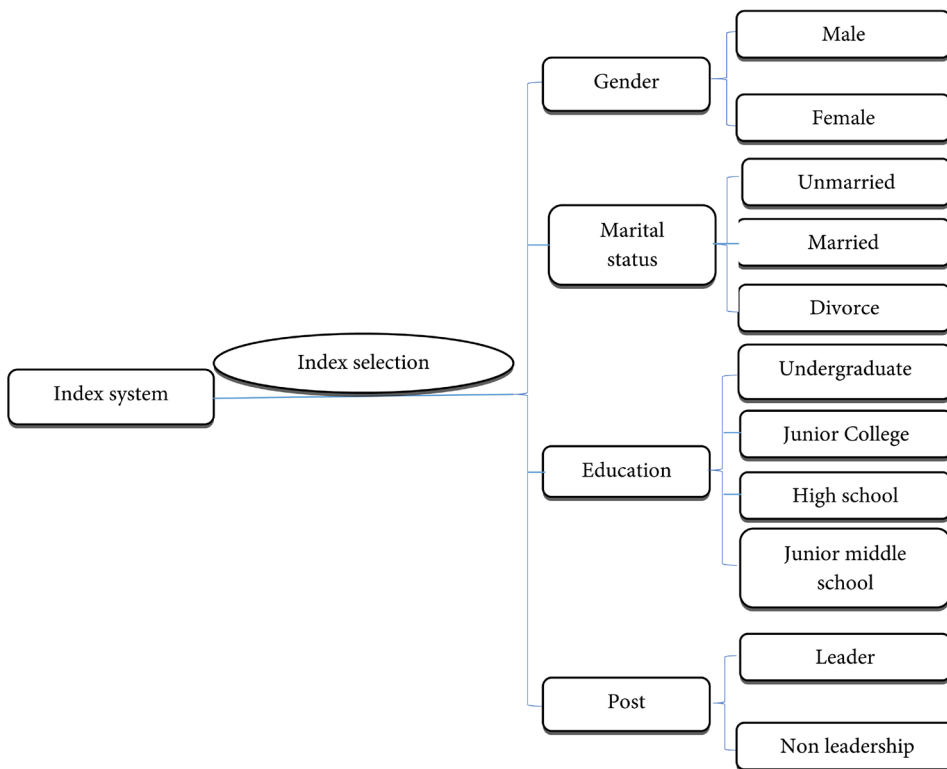 Index system
Index selection
Gender
Male
Female
Marital
status
Unmarried
Married
Divorce
Education
Undergraduate
Junior College
High school
Junior middle
school
Post
Leader
Non leadership